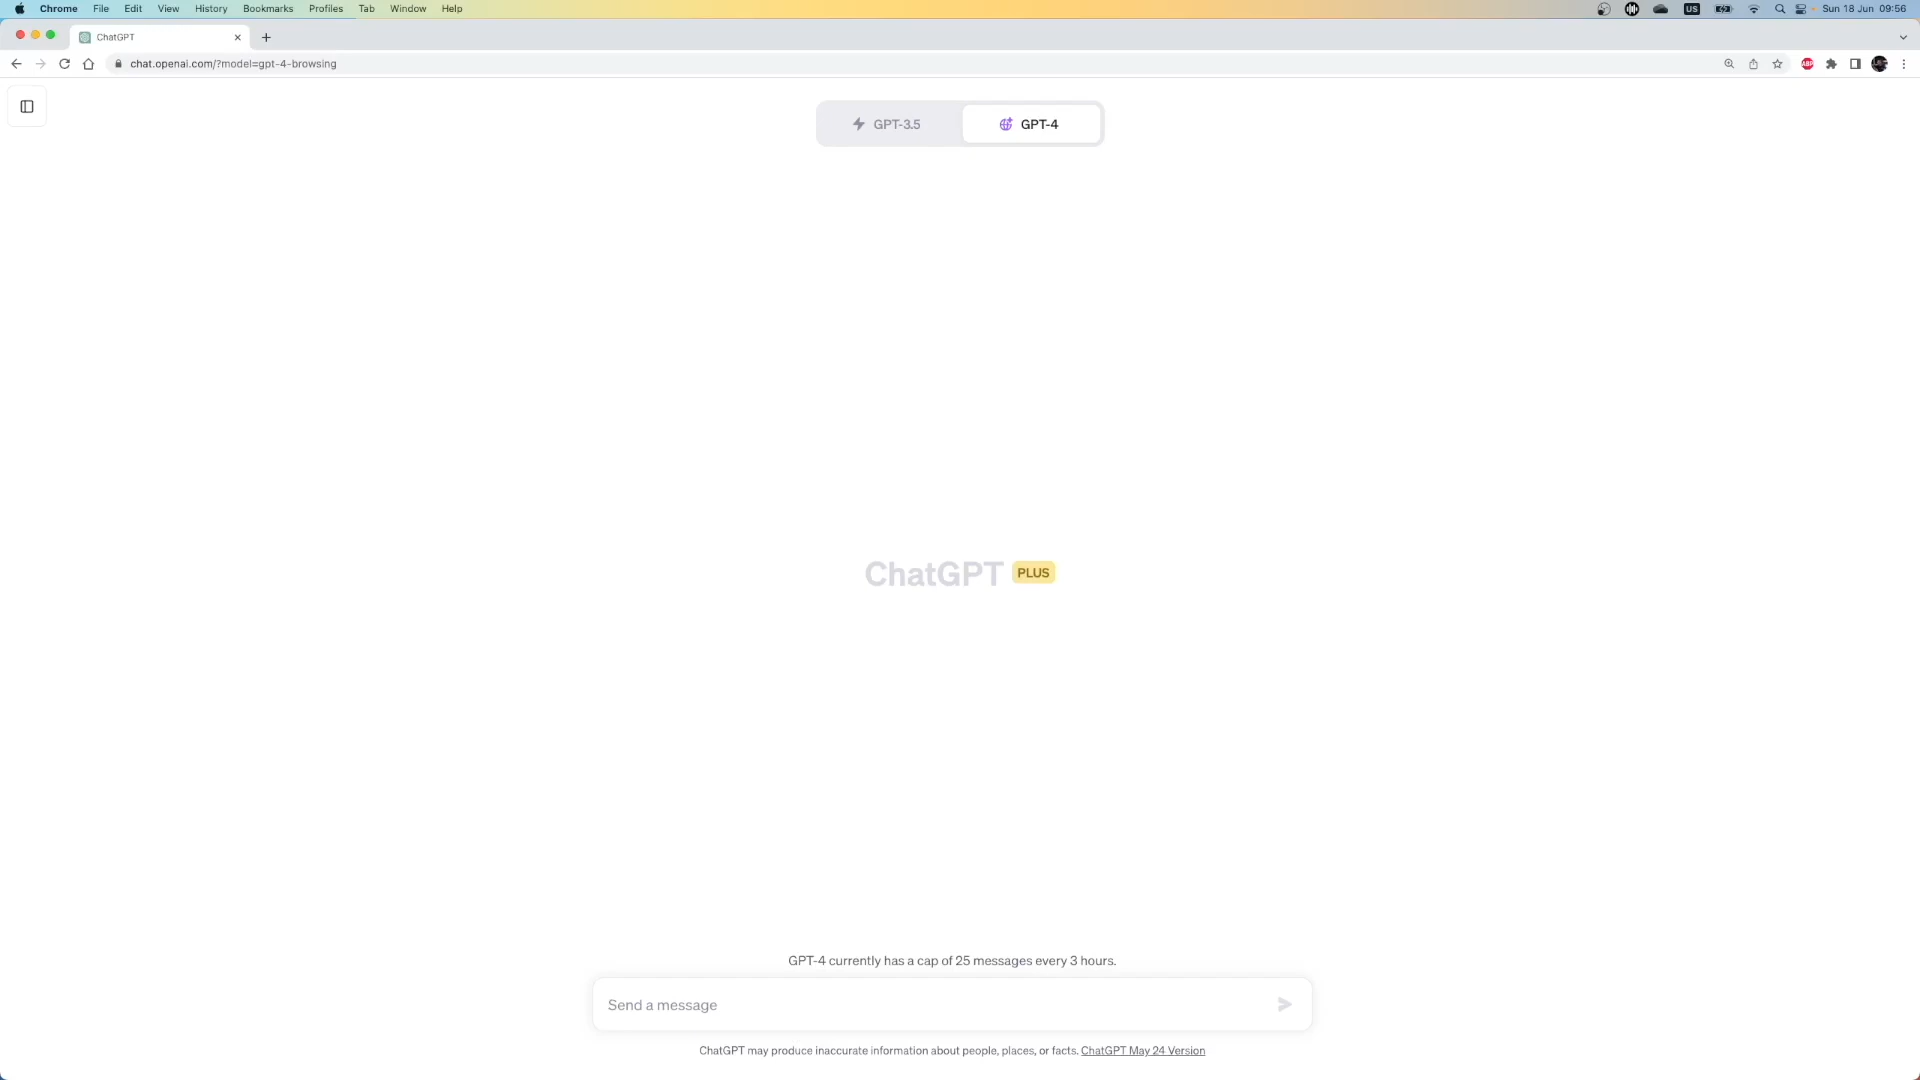 Chrome File Edit View History Bookmarks Profiles Tab Window Help US Sun 18 Jun 09:56
ChatGPT
chat.openai.com/?model=gpt-4-browsing ABP
GPT-3.5 GPT-4
ChatGPT PLUS
GPT-4 currently has a cap of 25 messages every 3 hours.
Send a message
ChatGPT may produce inaccurate information about people, places, or facts. ChatGPT May 24 Version